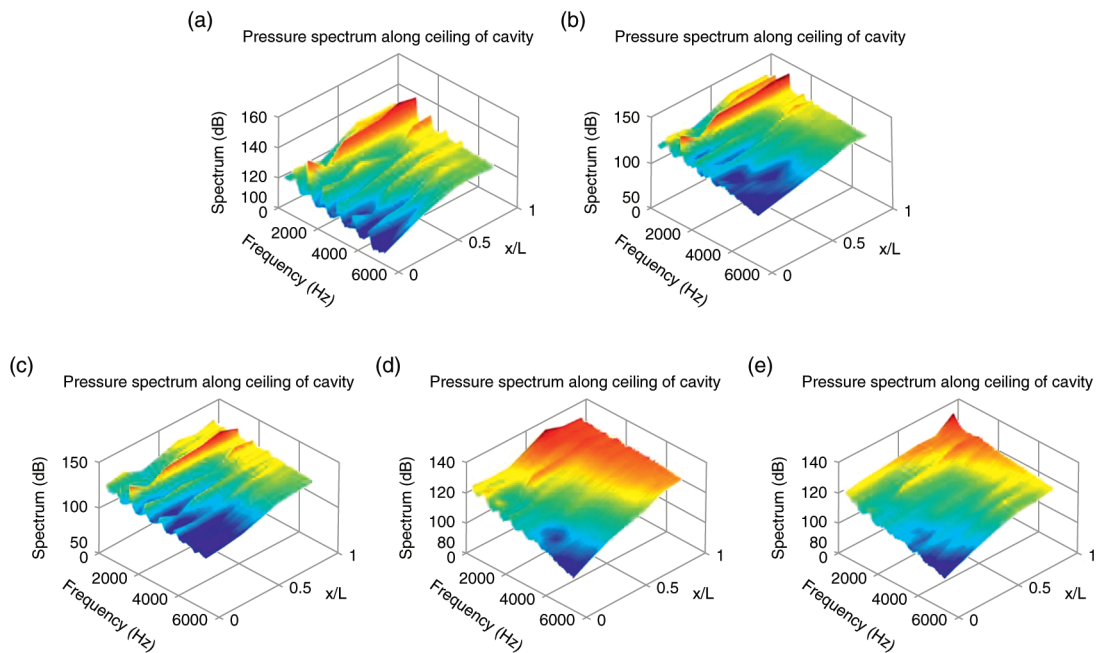 (a)
Pressure spectrum along ceiling of cavity
160
140
120
100
0
Spectrum (dB)
2000
4000
6000
Frequency (Hz)
0
0.5
1
x/L
(b)
Pressure spectrum along ceiling of cavity
150
100
50
0
Spectrum (dB)
2000
4000
6000
Frequency (Hz)
0
0.5
1
x/L
(c)
Pressure spectrum along ceiling of cavity
150
100
50
0
Spectrum (dB)
2000
4000
6000
Frequency (Hz)
0
0.5
1
x/L
(d)
Pressure spectrum along ceiling of cavity
140
120
100
80
0
Spectrum (dB)
2000
4000
6000
Frequency (Hz)
0
0.5
1
x/L
(e)
Pressure spectrum along ceiling of cavity
140
120
100
80
0
Spectrum (dB)
2000
4000
6000
Frequency (Hz)
0
0.5
1
x/L